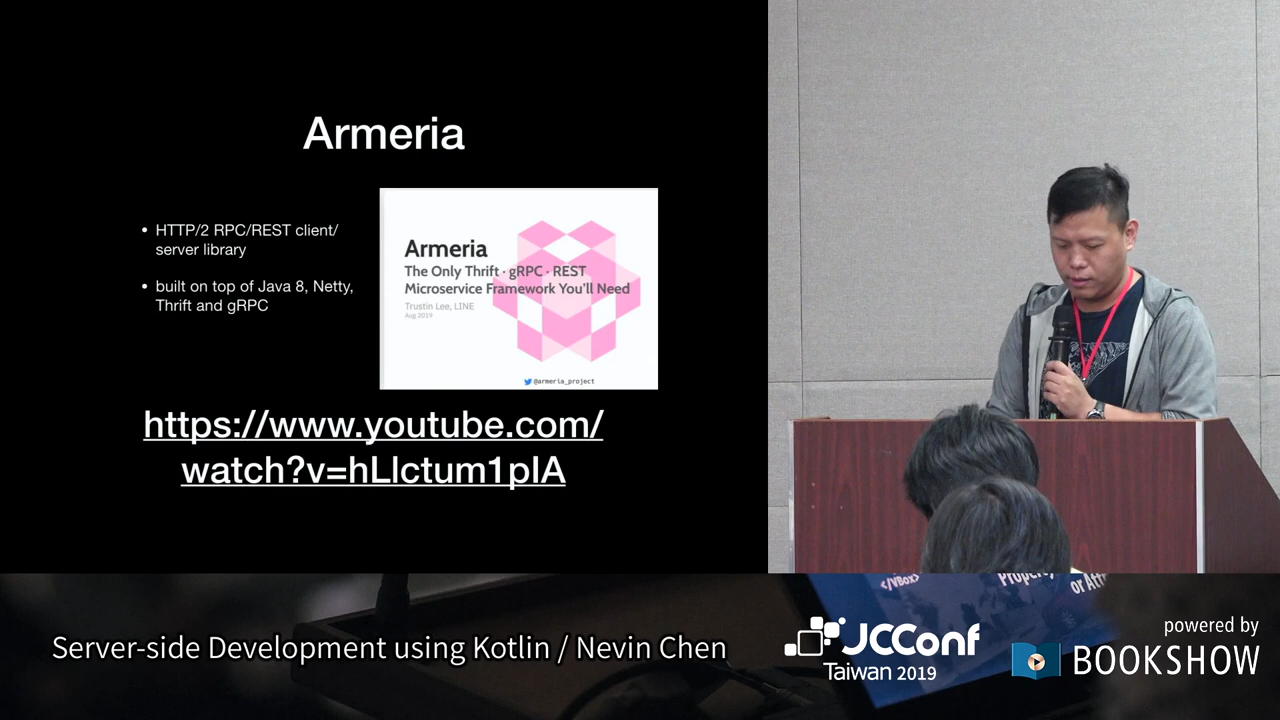 Armeria
• HTTP/2 RPC/REST client/
server library
• built on top of Java 8, Netty,
Thrift and gRPC
Armeria
The Only Thrift · gRPC · REST
Microservice Framework You'll Need
Trustin Lee, LINE
Aug 2019
@armeria_project
https://www.youtube.com/
watch?v=hLIctum1pIA
</VBox>
Server-side Development using Kotlin / Nevin Chen
JCConf
Taiwan 2019
powered by
BOOKSHOW